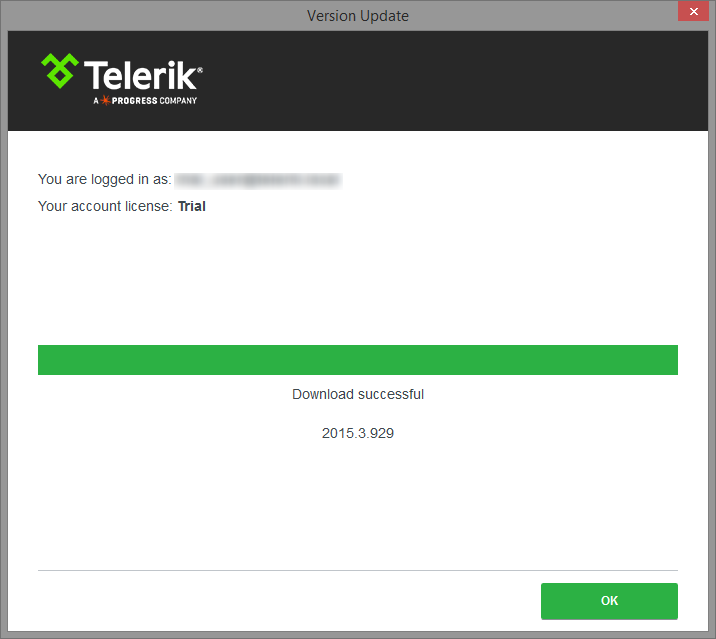 Version Update
Telerik®
A PROGRESS COMPANY
You are logged in as:
Your account license: Trial
Download successful
2015.3.929
OK